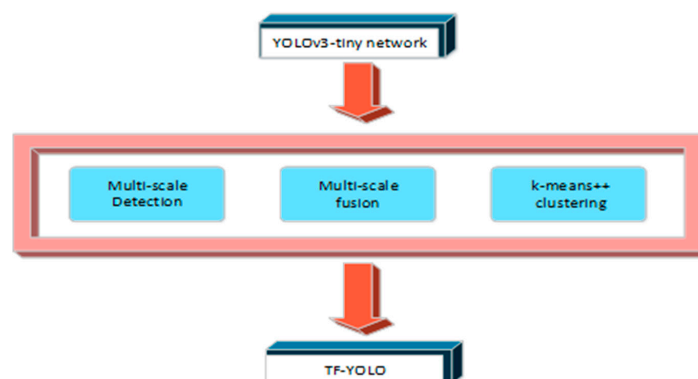 YOLOv3-tiny network
Multi-scale
Detection
Multi-scale
fusion
k-means++
clustering
TF-YOLO